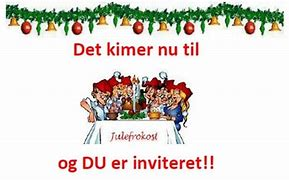 Det kimer nu til
Julefrokost
og DU er inviteret!!